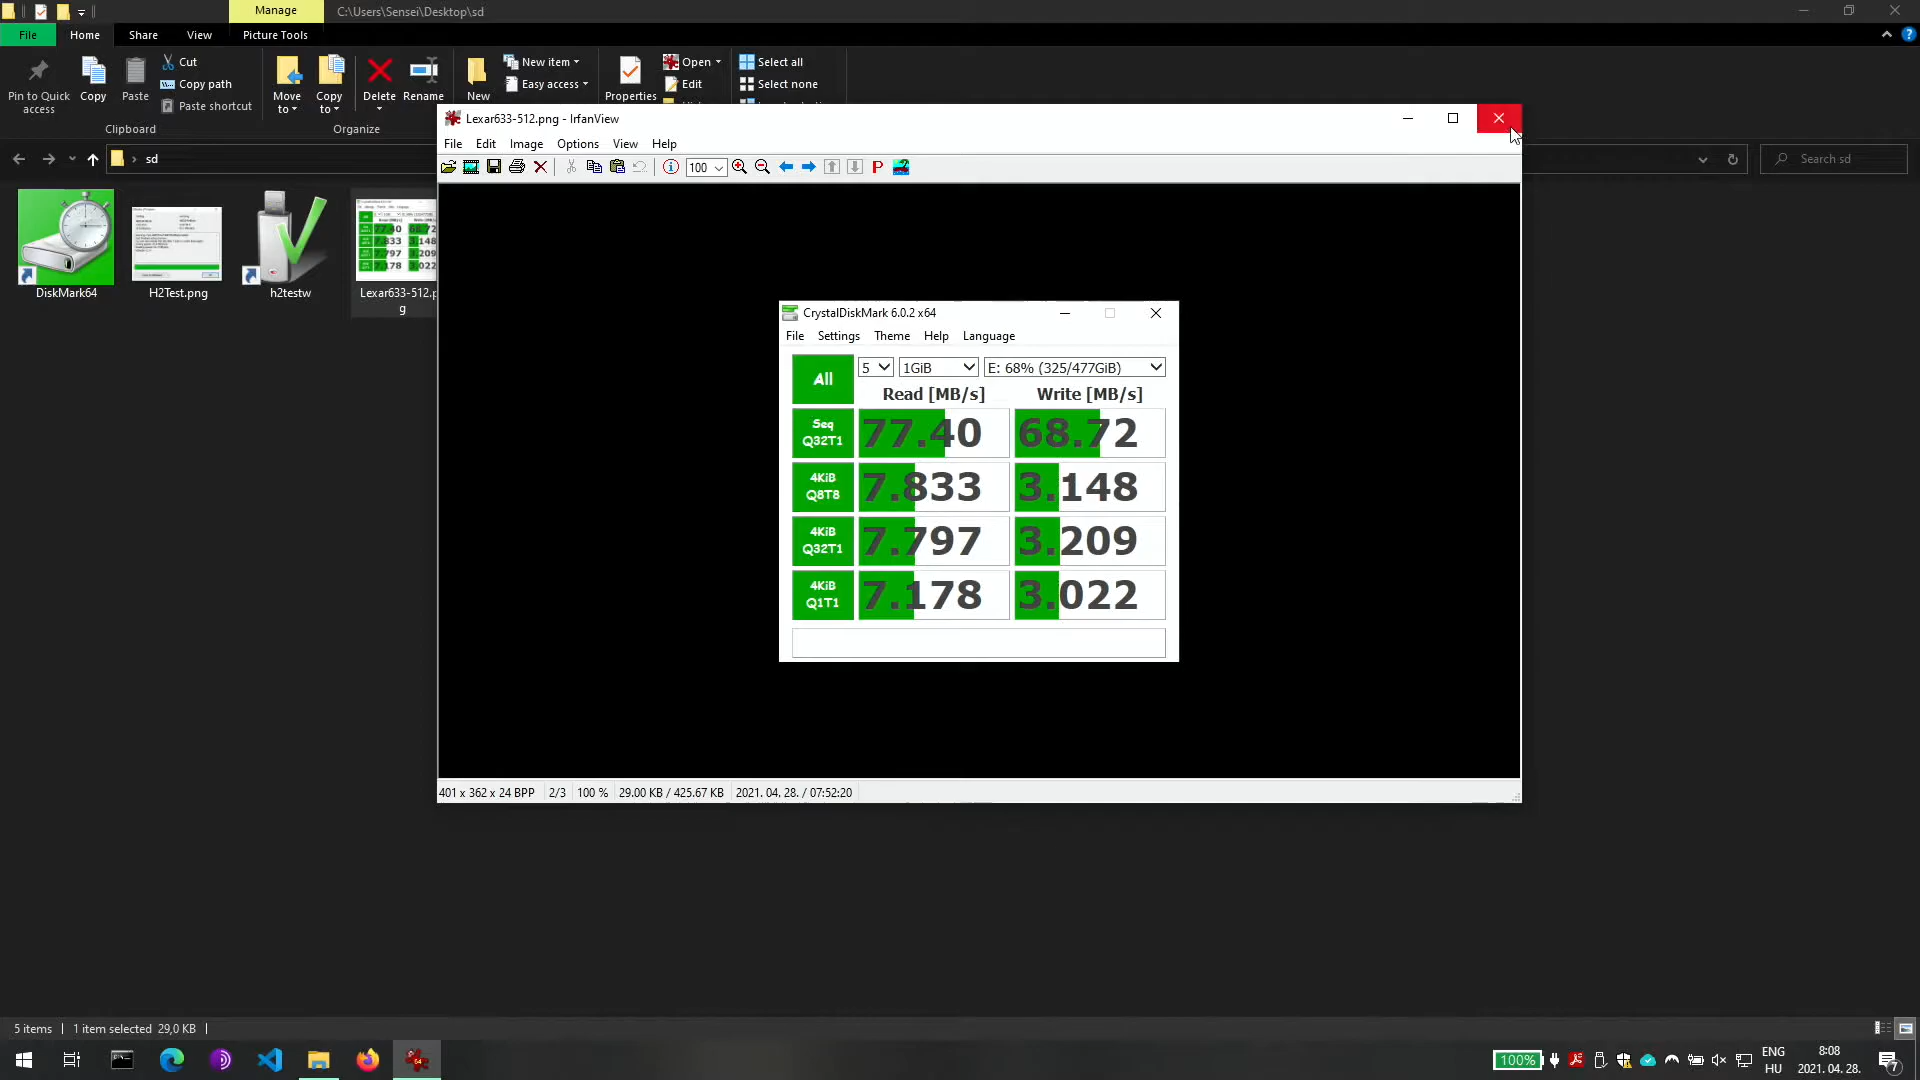 Manage
C:\Users\Sensei\Desktop\sd
File
Home
Share
View
Picture Tools
Pin to Quick access
Copy
Paste
Cut
Copy path
Paste shortcut
Clipboard
Move to
Copy to
Delete
Rename
Organize
New
New item
Easy access
Properties
Open
Edit
Select all
Select none
sd
Search sd
DiskMark64
H2Test.png
h2testw
Lexar633-512.p
g
Lexar633-512.png - IrfanView
File Edit Image Options View Help
100
CrystalDiskMark 6.0.2 x64
File Settings Theme Help Language
All
5
1GiB
E: 68% (325/477GiB)
Read [MB/s]
Write [MB/s]
Seq
Q32T1
77.40
68.72
4KiB
Q8T8
7.833
3.148
4KiB
Q32T1
7.797
3.209
4KiB
Q1T1
7.178
3.022
401 x 362 x 24 BPP
2/3
100 %
29.00 KB / 425.67 KB
2021. 04. 28. / 07:52:20
5 items
1 item selected 29,0 KB
100%
ENG
HU
8:08
2021. 04. 28.
7